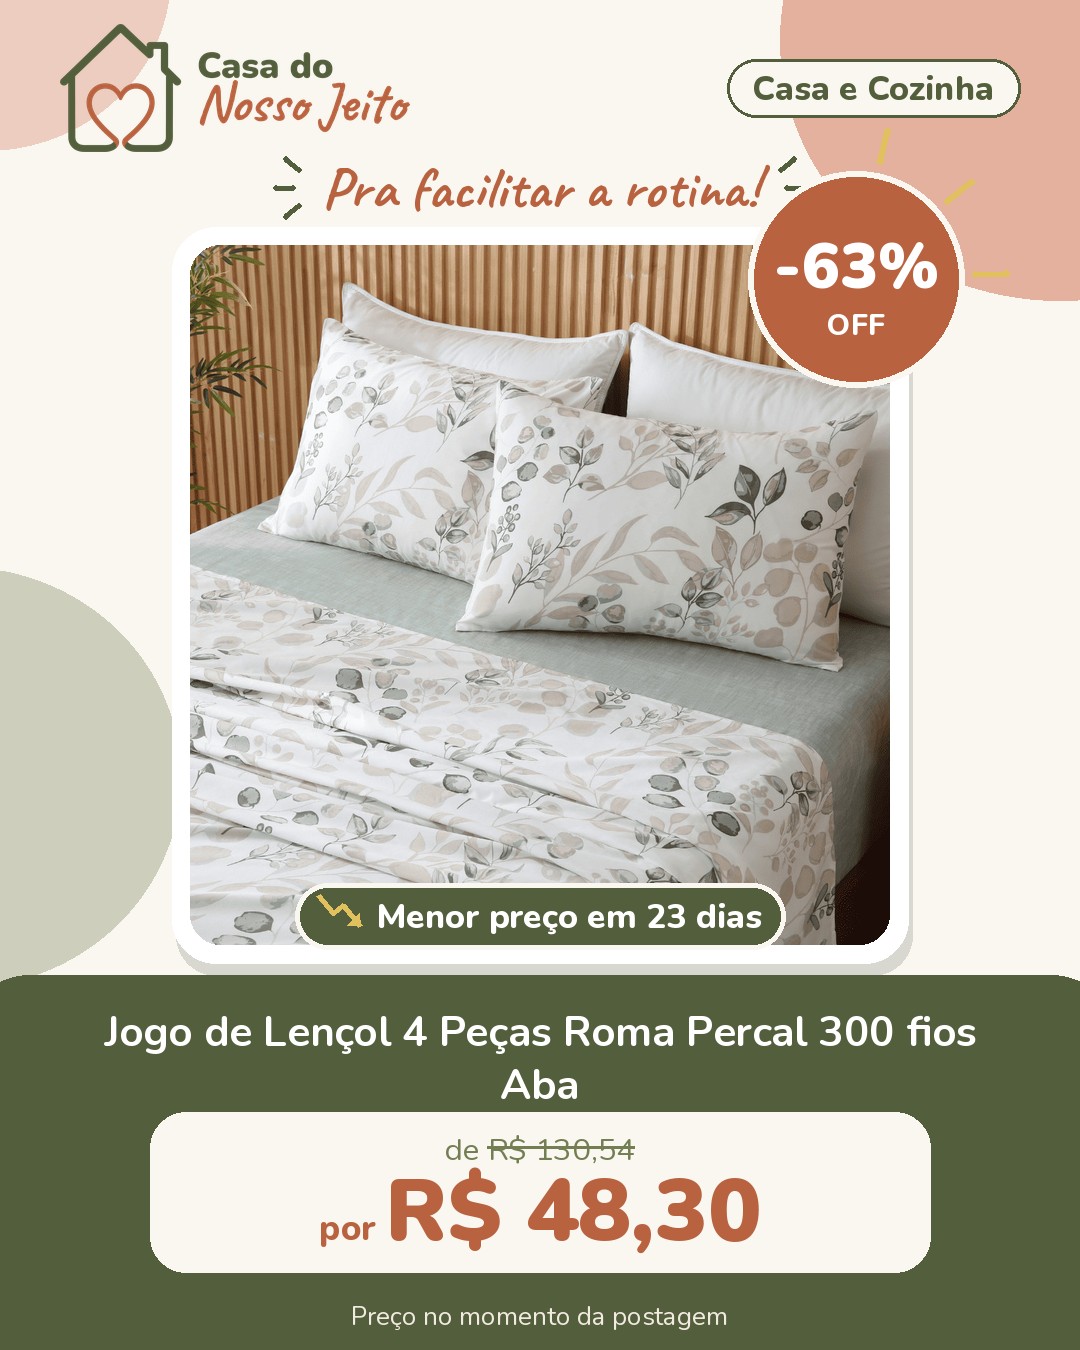 Casa do
Nosso Jeito
Casa e Cozinha
Pra facilitar a rotina!
-63%
OFF
Menor preço em 23 dias
Jogo de Lençol 4 Peças Roma Percal 300 fios
Aba
de R$ 130,54
por R$ 48,30
Preço no momento da postagem